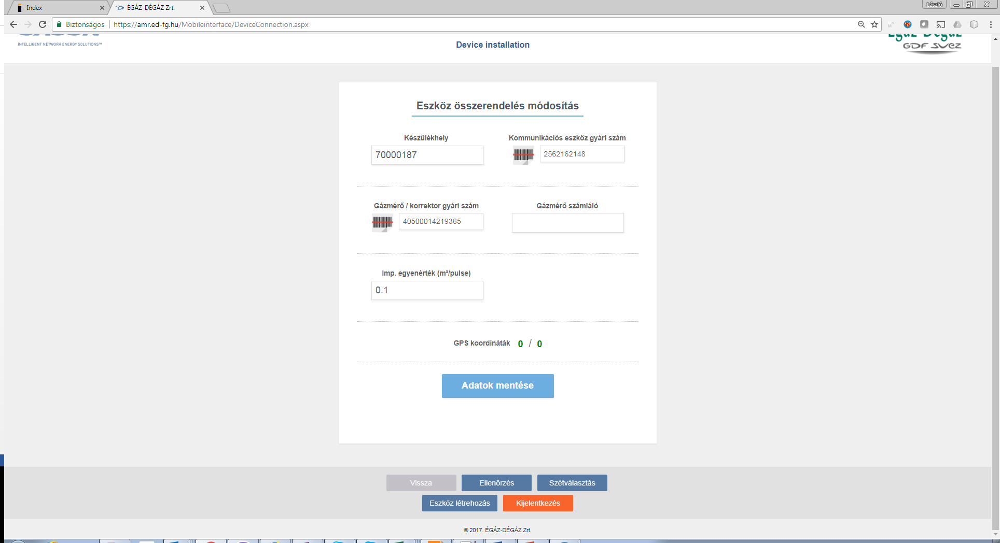 Index
ÉGÁZ-DÉGÁZ Zrt.
László
Biztonságos
https://amr.ed-fg.hu/Mobileinterface/DeviceConnection.aspx
INTELLIGENT NETWORK ENERGY SOLUTIONS™
Device installation
Égáz-Dégáz
GDF SUEZ
Eszköz összerendelés módosítás
Készülékhely
Kommunikációs eszköz gyári szám
70000187
2562162148
Gázmérő / korrektor gyári szám
Gázmérő számláló
40500014219365
Imp. egyenérték (m³/pulse)
0.1
GPS koordináták 0 / 0
Adatok mentése
Vissza
Ellenőrzés
Szétválasztás
Eszköz létrehozás
Kijelentkezés
© 2017. ÉGÁZ-DÉGÁZ Zrt.